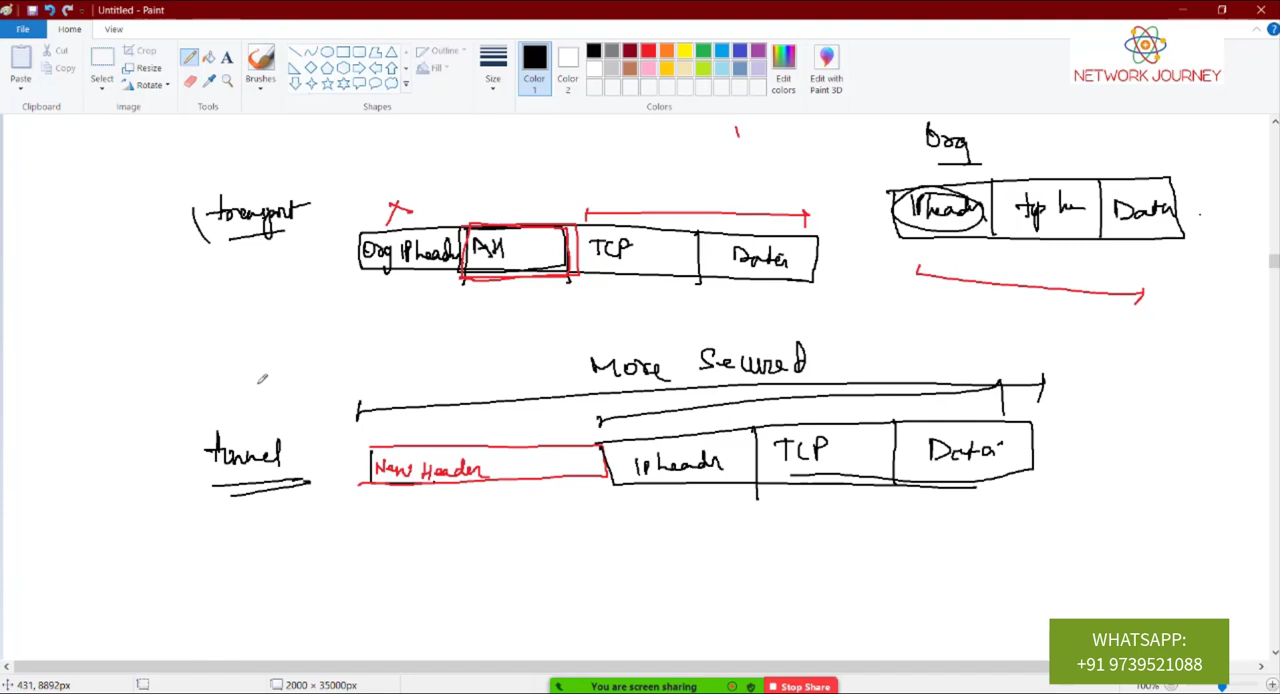 Untitled - Paint
File
Home
View
Paste
Cut
Copy
Clipboard
Select
Crop
Resize
Rotate
Image
Tools
Brushes
Shapes
Outline
Fill
Size
Color
1
Color
2
Colors
Edit
colors
Edit with
Paint 3D
NETWORK JOURNEY
Org
IP header
Tcp
Data
transport
Org IP header
AH
TCP
Data
More Secured
tunnel
New Header
IP header
TCP
Data
WHATSAPP:
+91 9739521088
431, 8892px
2000 × 35000px
You are screen sharing
Stop Share
100%